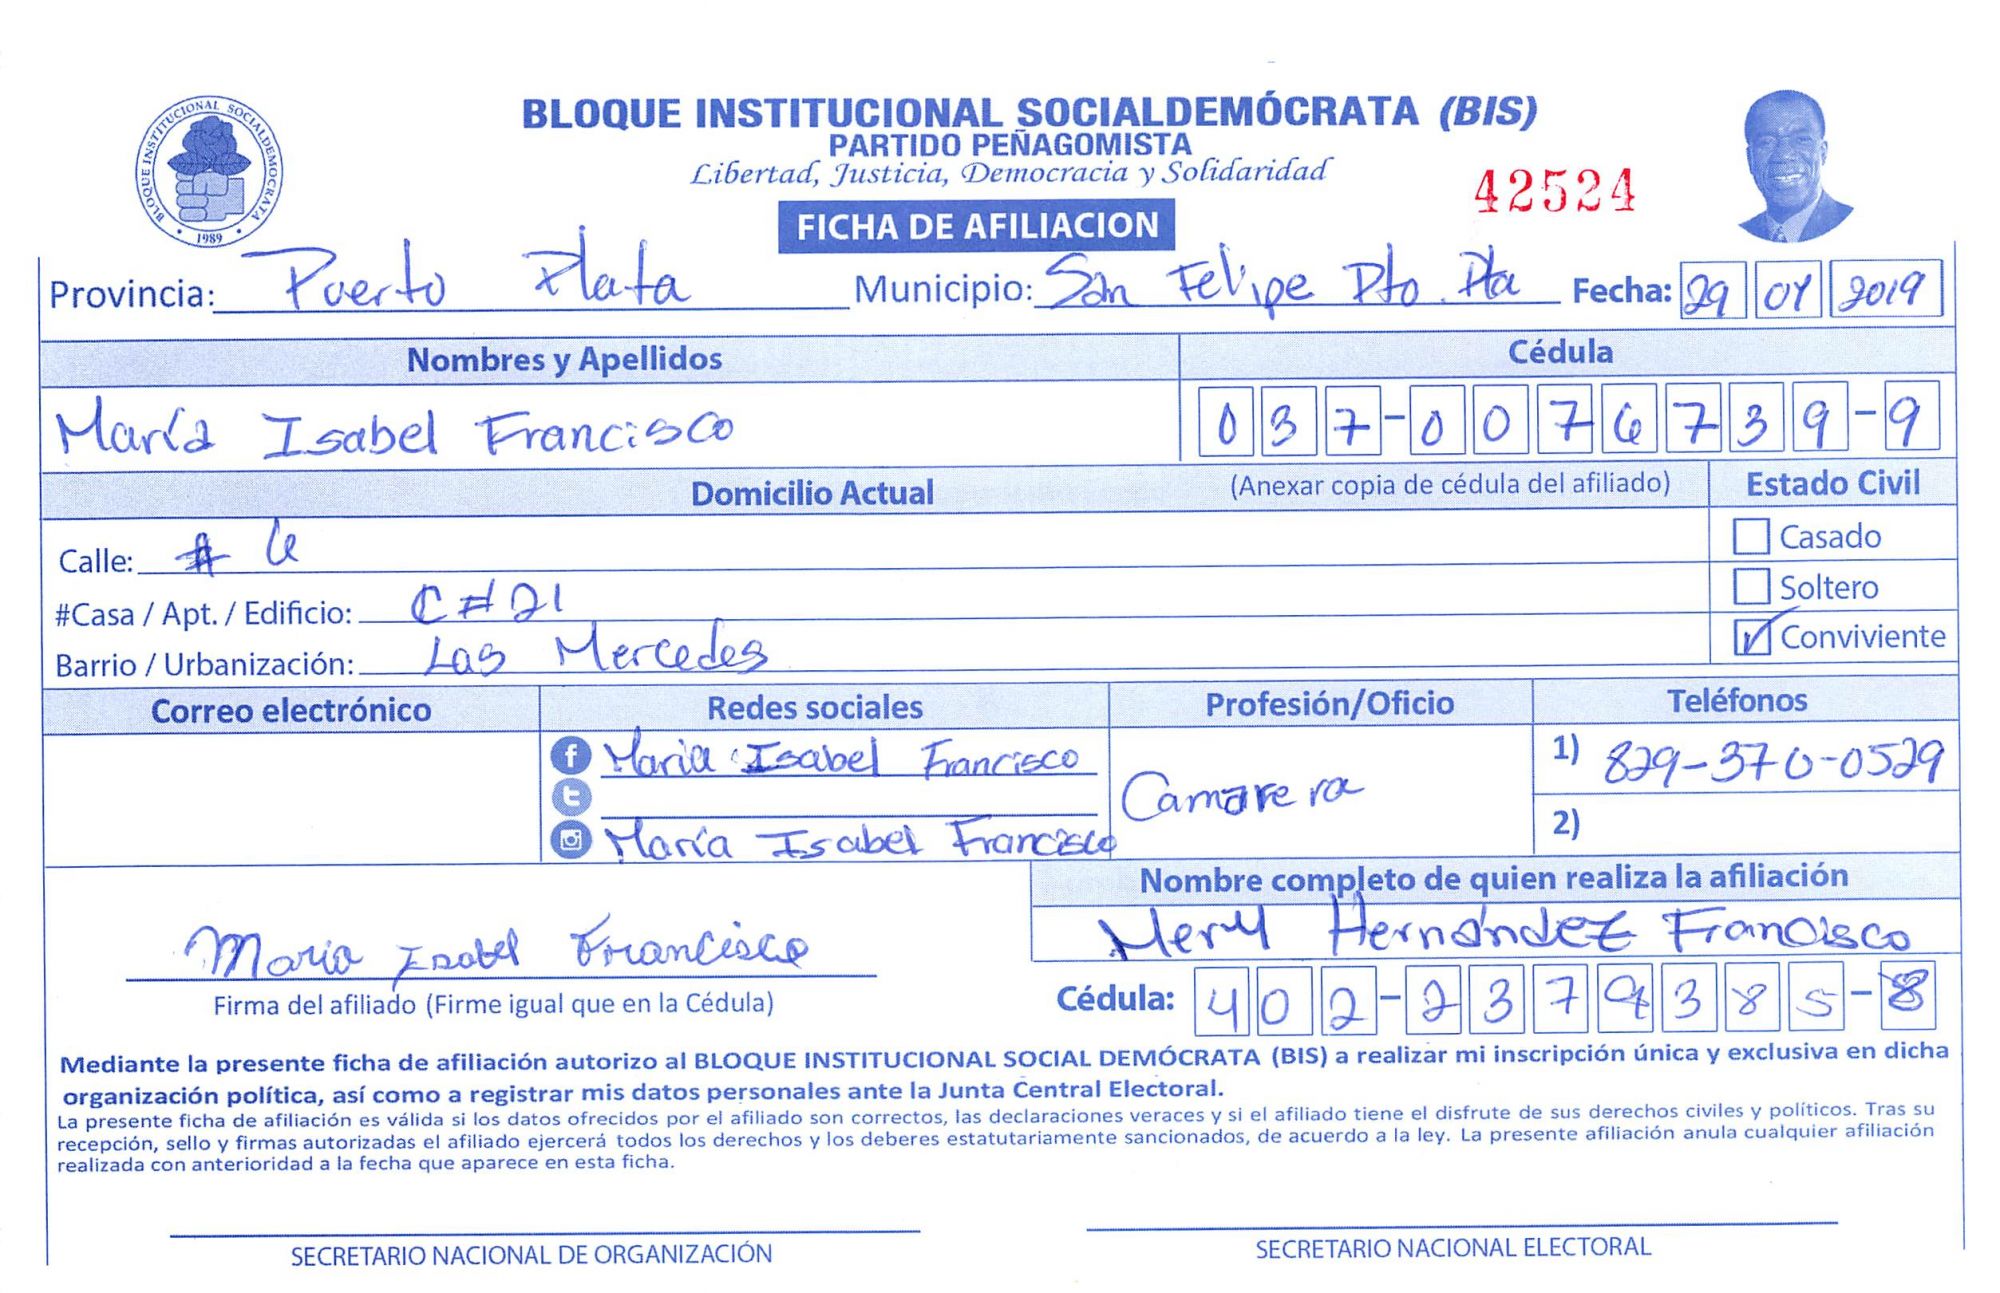 BLOQUE INSTITUCIONAL SOCIALDEMOCRATA
1989
BLOQUE INSTITUCIONAL SOCIALDEMÓCRATA (BIS)
PARTIDO PEÑAGOMISTA
Libertad, Justicia, Democracia y Solidaridad
42524
FICHA DE AFILIACION
Provincia: Puerto Plata Municipio: San Felipe Pto. Pta Fecha: 29 04 2019
Nombres y Apellidos Cédula
María Isabel Francisco 037-0076739-9
Domicilio Actual (Anexar copia de cédula del afiliado) Estado Civil
Calle: # 6 Casado
#Casa / Apt. / Edificio: C#21 Soltero
Barrio / Urbanización: Las Mercedes Conviviente
Correo electrónico Redes sociales Profesión/Oficio Teléfonos
Maria Isabel Francisco Camarera 1) 829-370-0529
María Isabel Francisco 2)
Nombre completo de quien realiza la afiliación
Maria Isabel Francisco Mery Hernández Francisco
Firma del afiliado (Firme igual que en la Cédula) Cédula: 402-2379385-8
Mediante la presente ficha de afiliación autorizo al BLOQUE INSTITUCIONAL SOCIAL DEMÓCRATA (BIS) a realizar mi inscripción única y exclusiva en dicha
organización política, así como a registrar mis datos personales ante la Junta Central Electoral.
La presente ficha de afiliación es válida si los datos ofrecidos por el afiliado son correctos, las declaraciones veraces y si el afiliado tiene el disfrute de sus derechos civiles y políticos. Tras su
recepción, sello y firmas autorizadas el afiliado ejercerá todos los derechos y los deberes estatutariamente sancionados, de acuerdo a la ley. La presente afiliación anula cualquier afiliación
realizada con anterioridad a la fecha que aparece en esta ficha.
SECRETARIO NACIONAL DE ORGANIZACIÓN SECRETARIO NACIONAL ELECTORAL